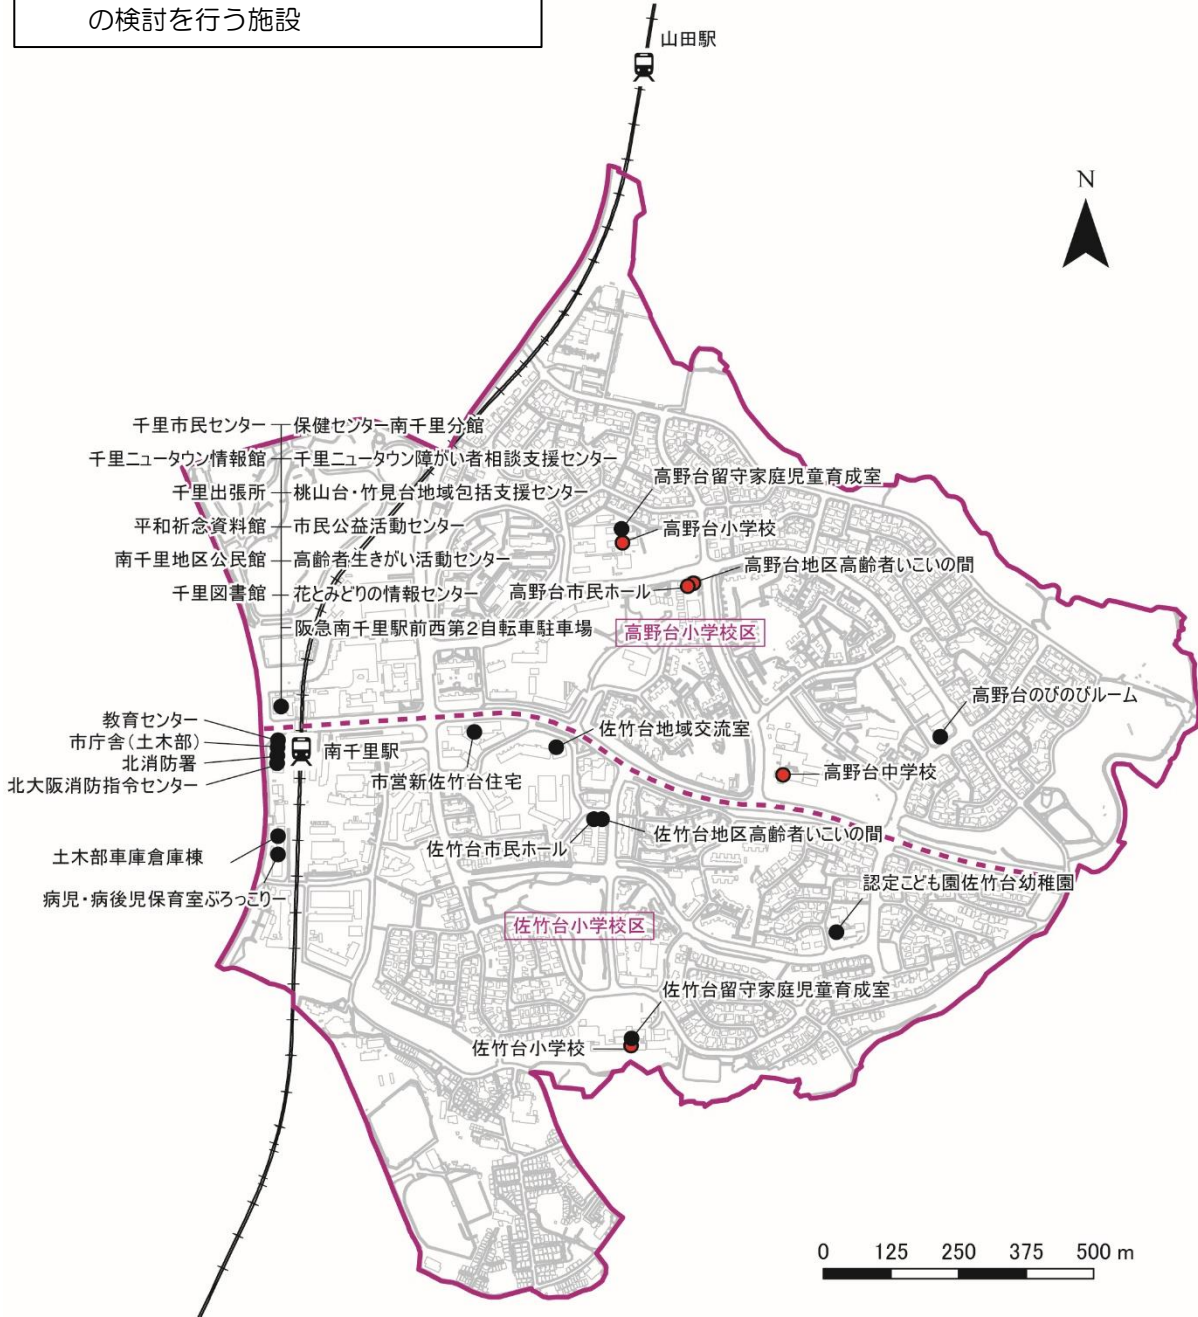 の検討を行う施設
山田駅
N
千里市民センター
保健センター南千里分館
千里ニュータウン情報館
千里ニュータウン障がい者相談支援センター
千里出張所
桃山台・竹見台地域包括支援センター
平和祈念資料館
市民公益活動センター
南千里地区公民館
高齢者生きがい活動センター
千里図書館
花とみどりの情報センター
阪急南千里駅前西第2自転車駐車場
高野台留守家庭児童育成室
高野台小学校
高野台地区高齢者いこいの間
高野台市民ホール
高野台小学校区
高野台のびのびルーム
教育センター
市庁舎(土木部)
北消防署
北大阪消防指令センター
南千里駅
市営新佐竹台住宅
佐竹台地域交流室
高野台中学校
佐竹台地区高齢者いこいの間
佐竹台市民ホール
土木部車庫倉庫棟
病児・病後児保育室ぶろっこりー
認定こども園佐竹台幼稚園
佐竹台小学校区
佐竹台留守家庭児童育成室
佐竹台小学校
0 125 250 375 500 m